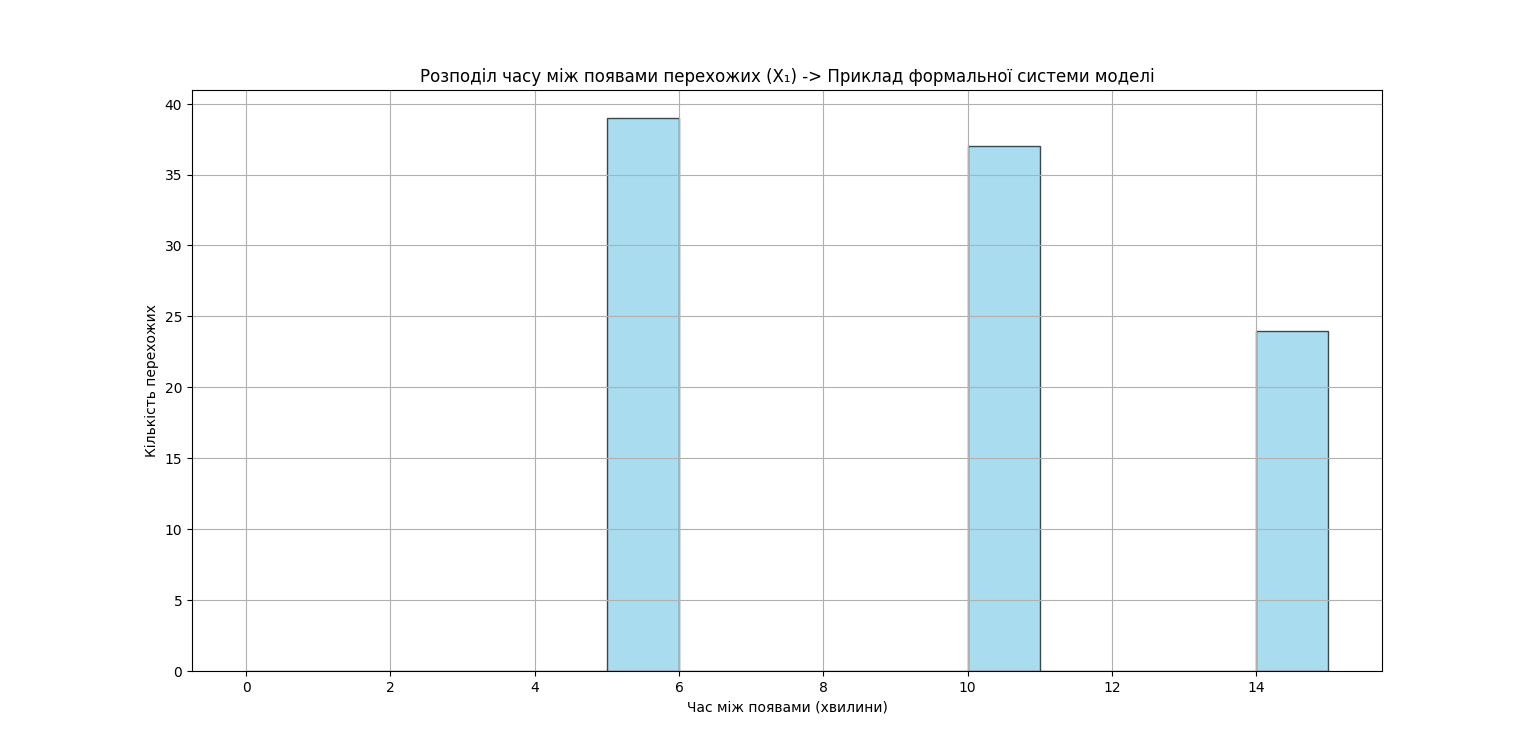 Розподіл часу між появами перехожих (X₁) -> Приклад формальної системи моделі
40
35
30
25
20
15
10
5
0
Кількість перехожих
0 2 4 6 8 10 12 14
Час між появами (хвилини)